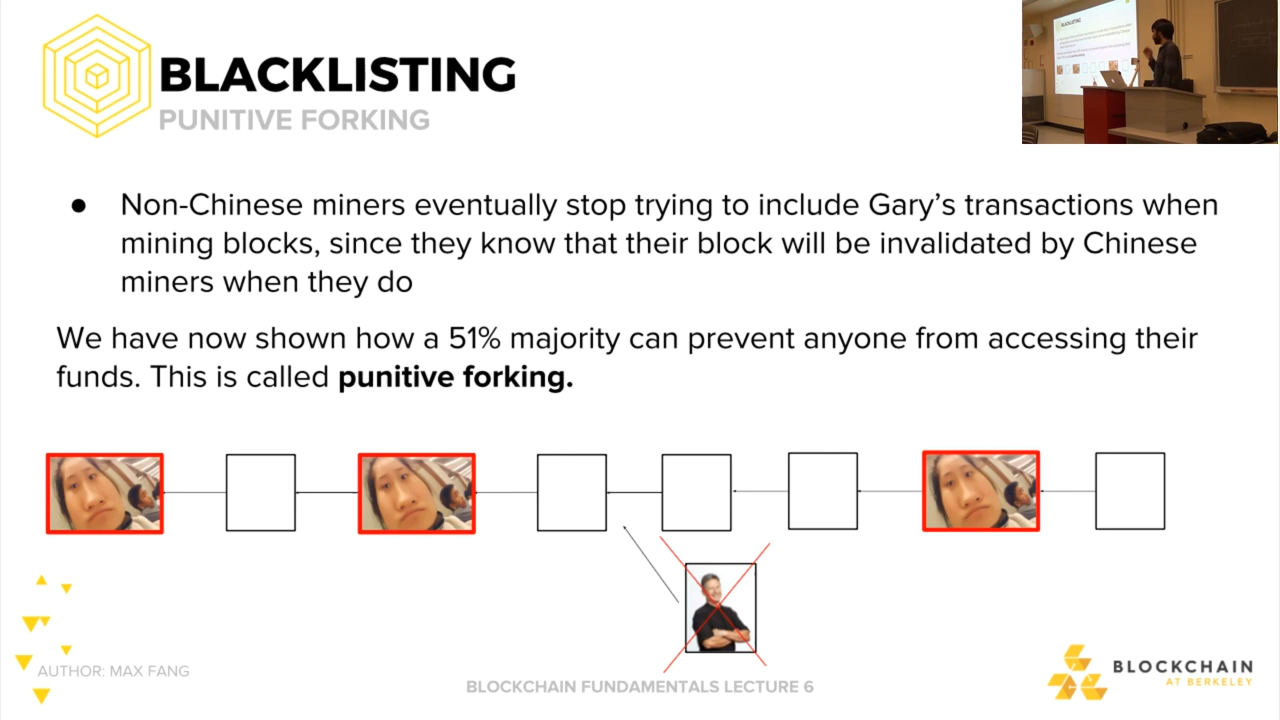 BLACKLISTING
PUNITIVE FORKING
● Non-Chinese miners eventually stop trying to include Gary’s transactions when
mining blocks, since they know that their block will be invalidated by Chinese
miners when they do
We have now shown how a 51% majority can prevent anyone from accessing their
funds. This is called punitive forking.
AUTHOR: MAX FANG
BLOCKCHAIN FUNDAMENTALS LECTURE 6
BLOCKCHAIN
AT BERKELEY
BLACKLISTING